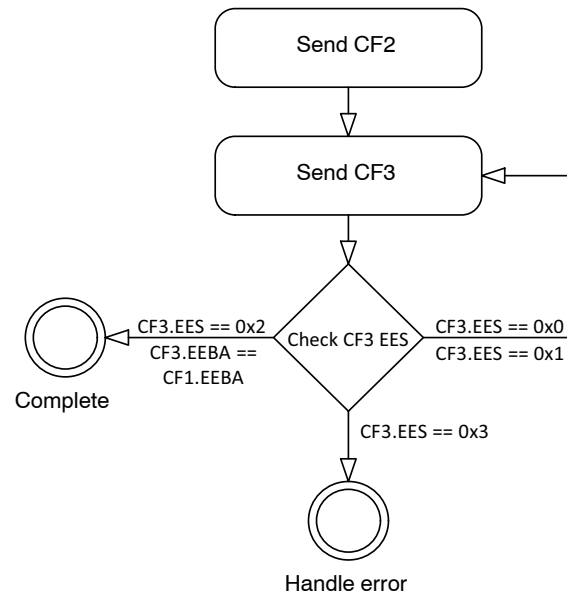 Send CF2
Send CF3
CF3.EES == 0x2
CF3.EEBA ==
CF1.EEBA
Check CF3 EES
CF3.EES == 0x0
CF3.EES == 0x1
Complete
CF3.EES == 0x3
Handle error